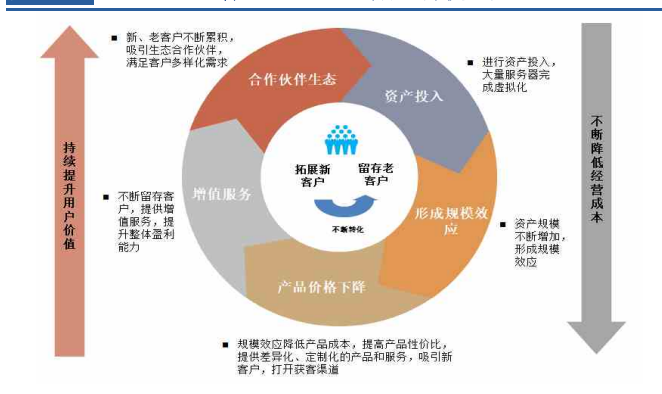 新、老客户不断累积，
吸引生态合作伙伴，
满足客户多样化需求
合作伙伴生态
资产投入
进行资产投入，
大量服务器完
成虚拟化
持续提升用户价值
不断降低经营成本
拓展新
客户
留存老
客户
不断转化
增值服务
不断留存客
户，提供增
值服务，提
升整体盈利
能力
形成规模效
应
资产规模
不断增加，
形成规模
效应
产品价格下降
规模效应降低产品成本，提高产品性价比，
提供差异化、定制化的产品和服务，吸引新
客户，打开获客渠道